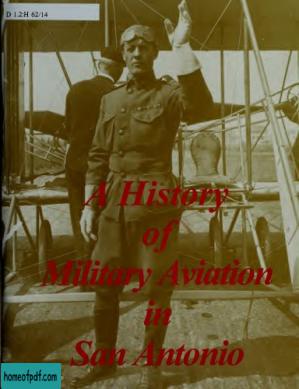 D 1.2:H 62/14
A History
of
Military Aviation
in
San Antonio
homeofpdf.com